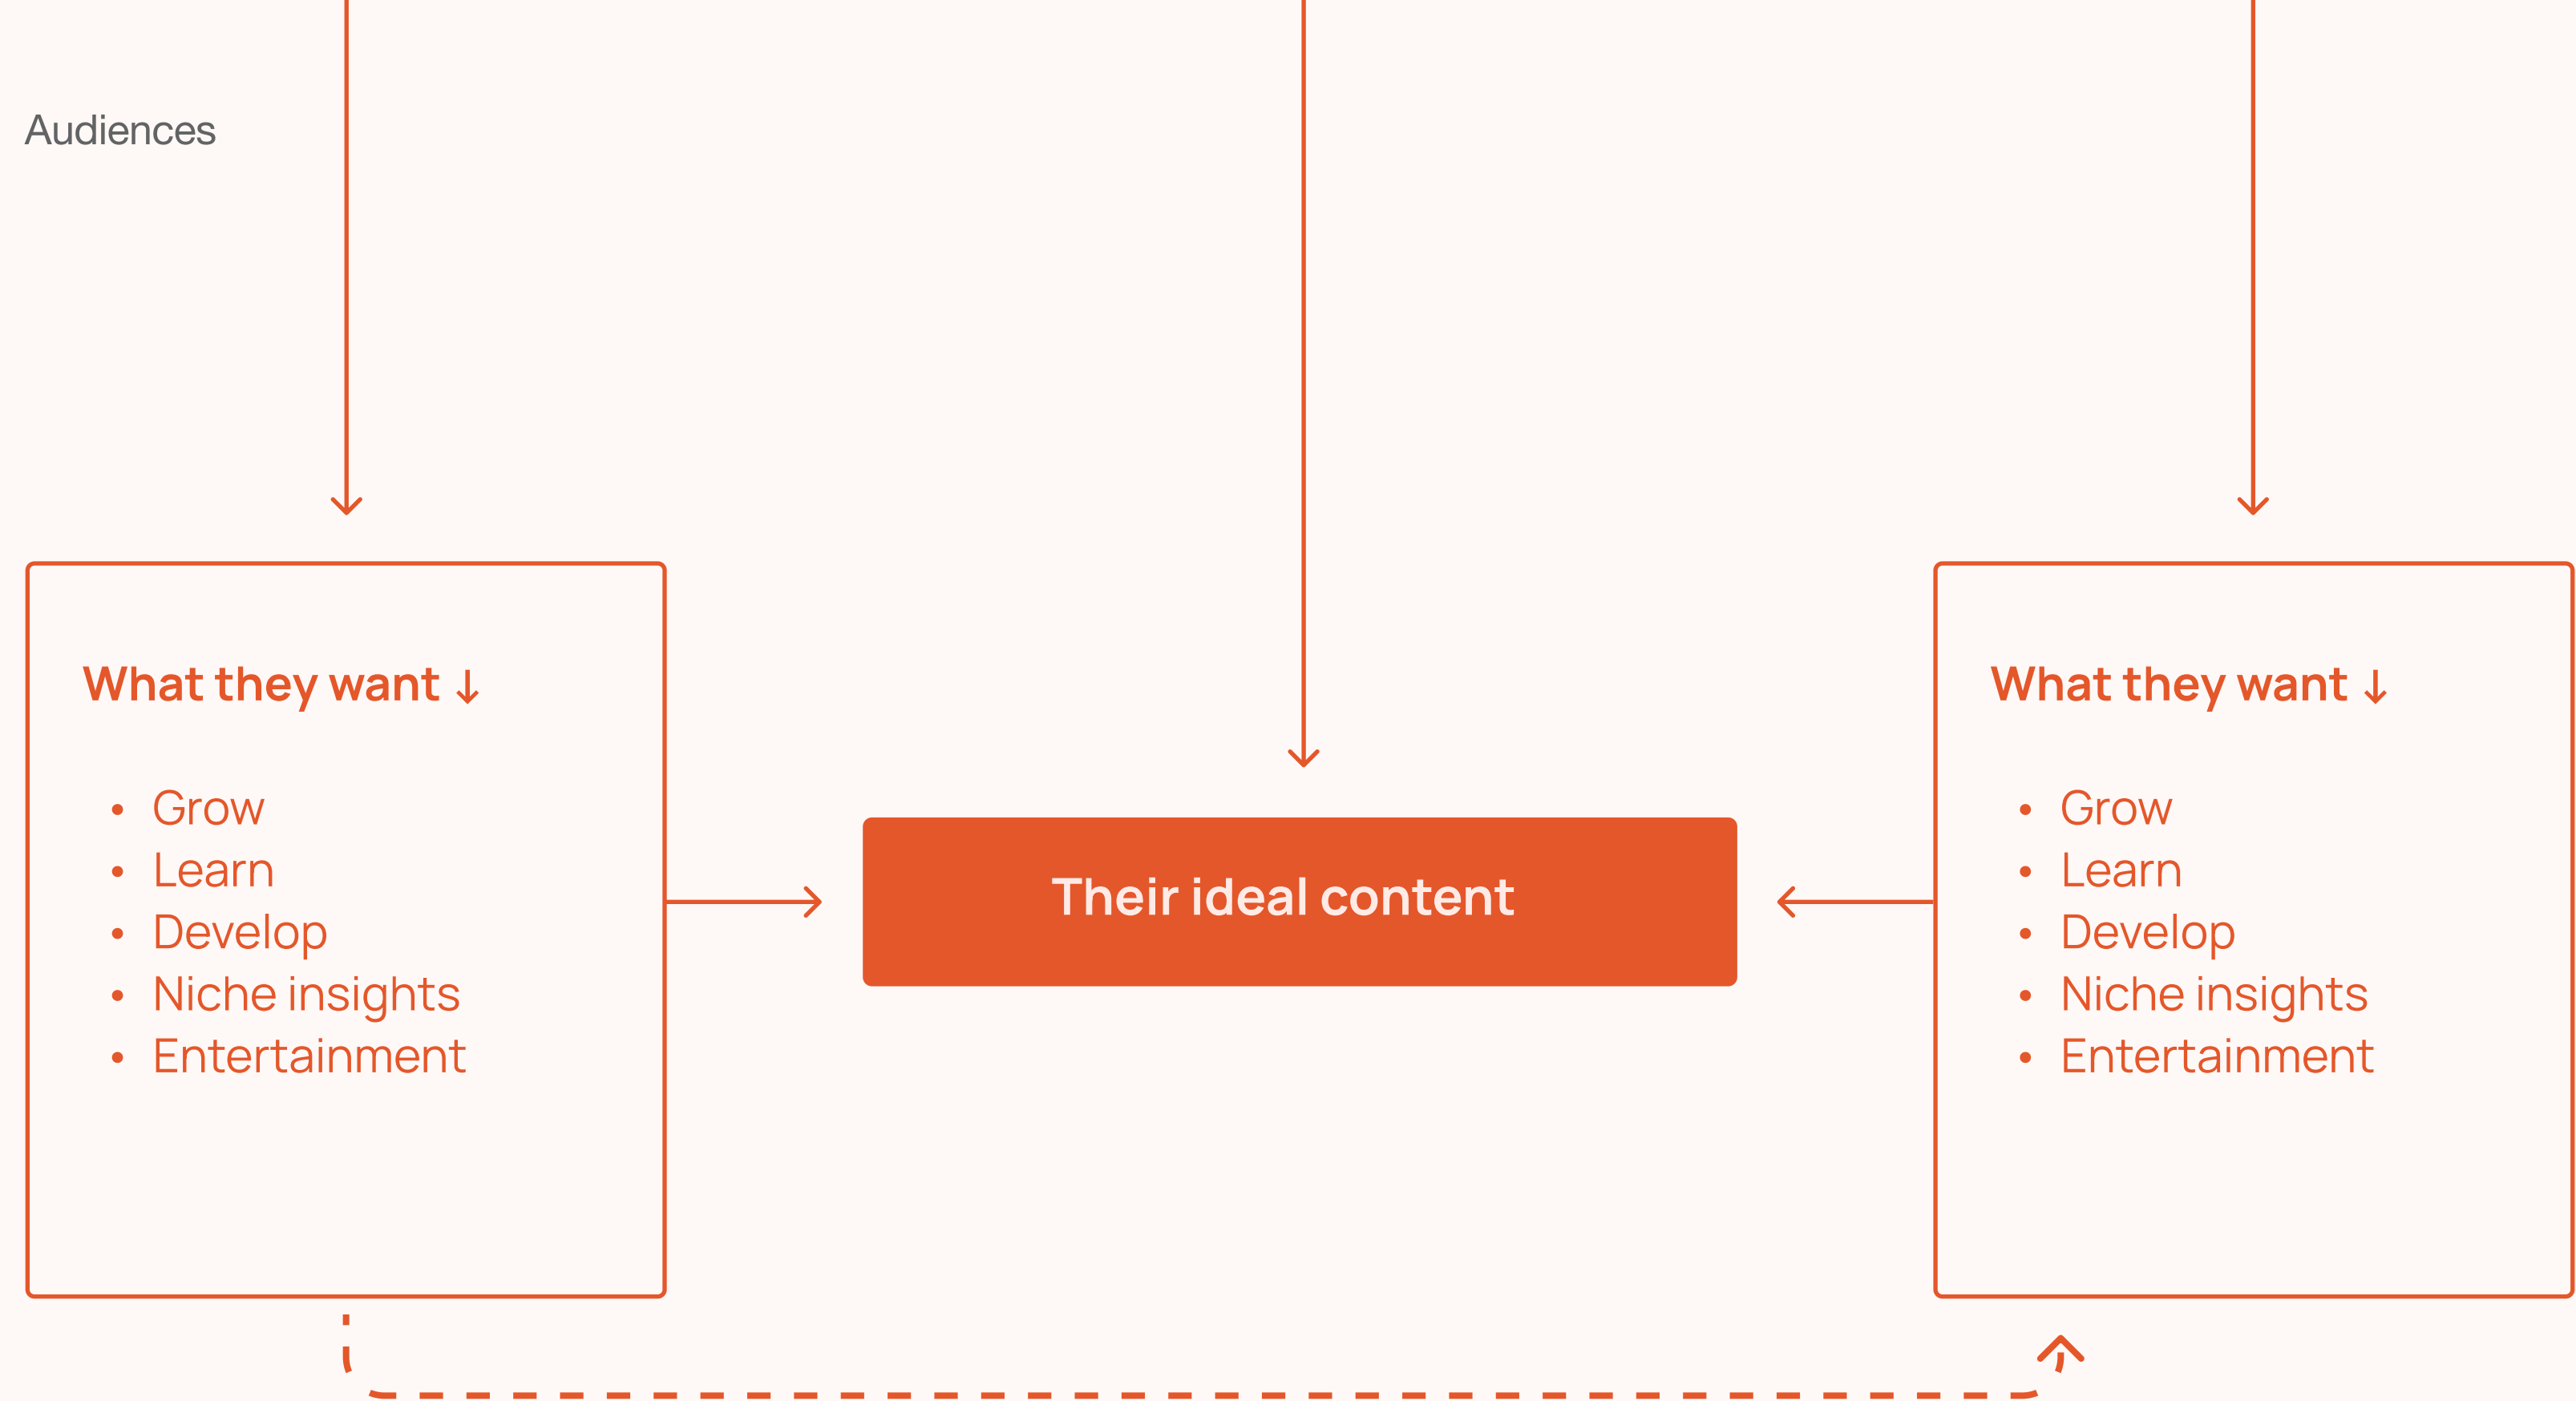 Audiences
What they want ↓
• Grow
• Learn
• Develop
• Niche insights
• Entertainment
Their ideal content
What they want ↓
• Grow
• Learn
• Develop
• Niche insights
• Entertainment